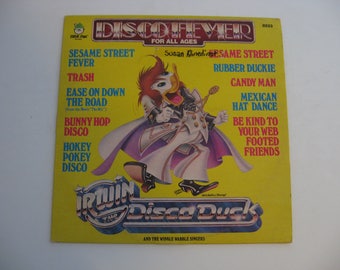 DISCO FEVER
FOR ALL AGES
SESAME STREET
FEVER
TRASH
EASE ON DOWN
THE ROAD
BUNNY HOP
DISCO
HOKEY
POKEY
DISCO
SESAME STREET
RUBBER DUCKIE
CANDY MAN
MEXICAN
HAT DANCE
BE KIND TO
YOUR WEB
FOOTED
FRIENDS
IRWIN
THE
Disco Duck
AND THE WIBBLE WABBLE SINGERS